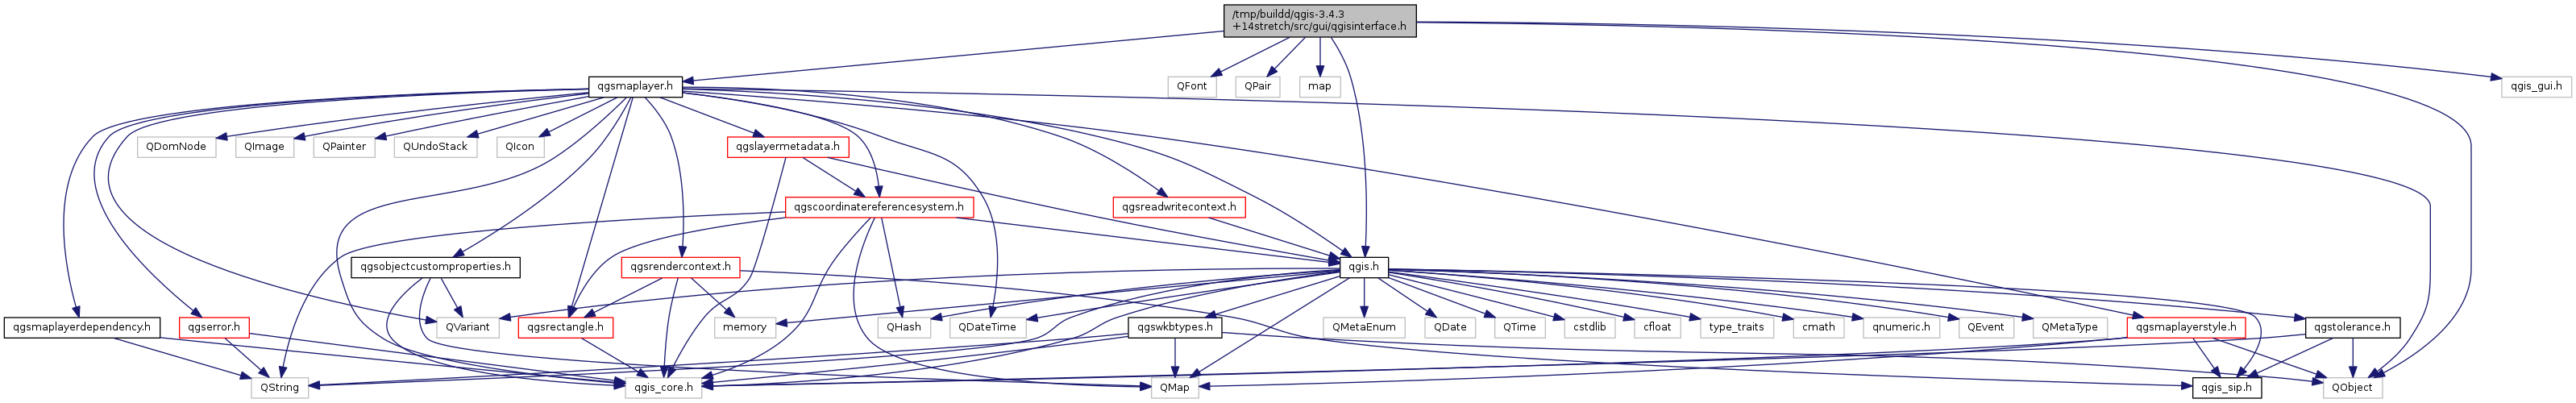 /tmp/buildd/qgis-3.4.3
+14stretch/src/gui/qgisinterface.h
qgsmaplayer.h
QFont
QPair
map
qgis_gui.h
QDomNode
QImage
QPainter
QUndoStack
QIcon
qgslayermetadata.h
qgscoordinatereferencesystem.h
qgsreadwritecontext.h
qgsobjectcustomproperties.h
qgsrendercontext.h
qgis.h
qgsmaplayerdependency.h
qgserror.h
QVariant
qgsrectangle.h
memory
QHash
QDateTime
qgswkbtypes.h
QMetaEnum
QDate
QTime
cstdlib
cfloat
type_traits
cmath
qnumeric.h
QEvent
QMetaType
qgsmaplayerstyle.h
qgstolerance.h
QString
qgis_core.h
QMap
qgis_sip.h
QObject